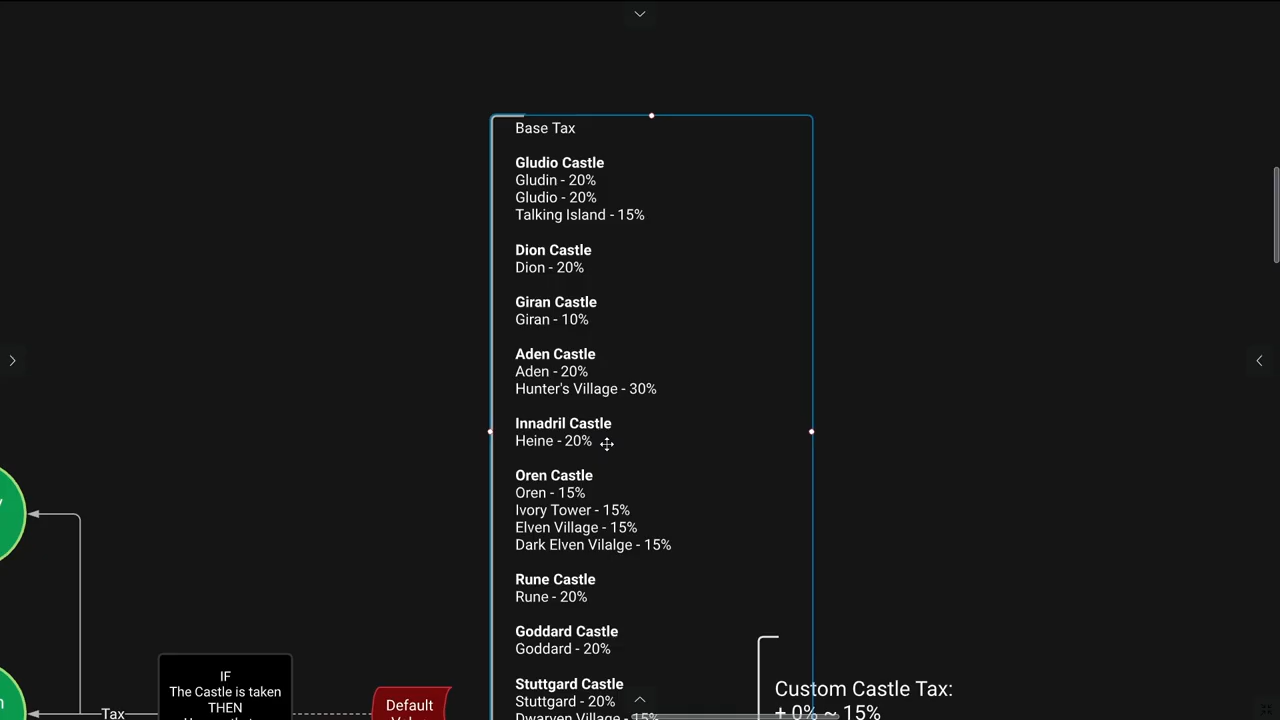 Base Tax
Gludio Castle
Gludin - 20%
Gludio - 20%
Talking Island - 15%
Dion Castle
Dion - 20%
Giran Castle
Giran - 10%
Aden Castle
Aden - 20%
Hunter's Village - 30%
Innadril Castle
Heine - 20%
Oren Castle
Oren - 15%
Ivory Tower - 15%
Elven Village - 15%
Dark Elven Vilalge - 15%
Rune Castle
Rune - 20%
Goddard Castle
Goddard - 20%
Stuttgard Castle
Stuttgard - 20%
Dwarven Village - 15%
IF
The Castle is taken
THEN
Tax
Default
Custom Castle Tax:
+ 0% ~ 15%